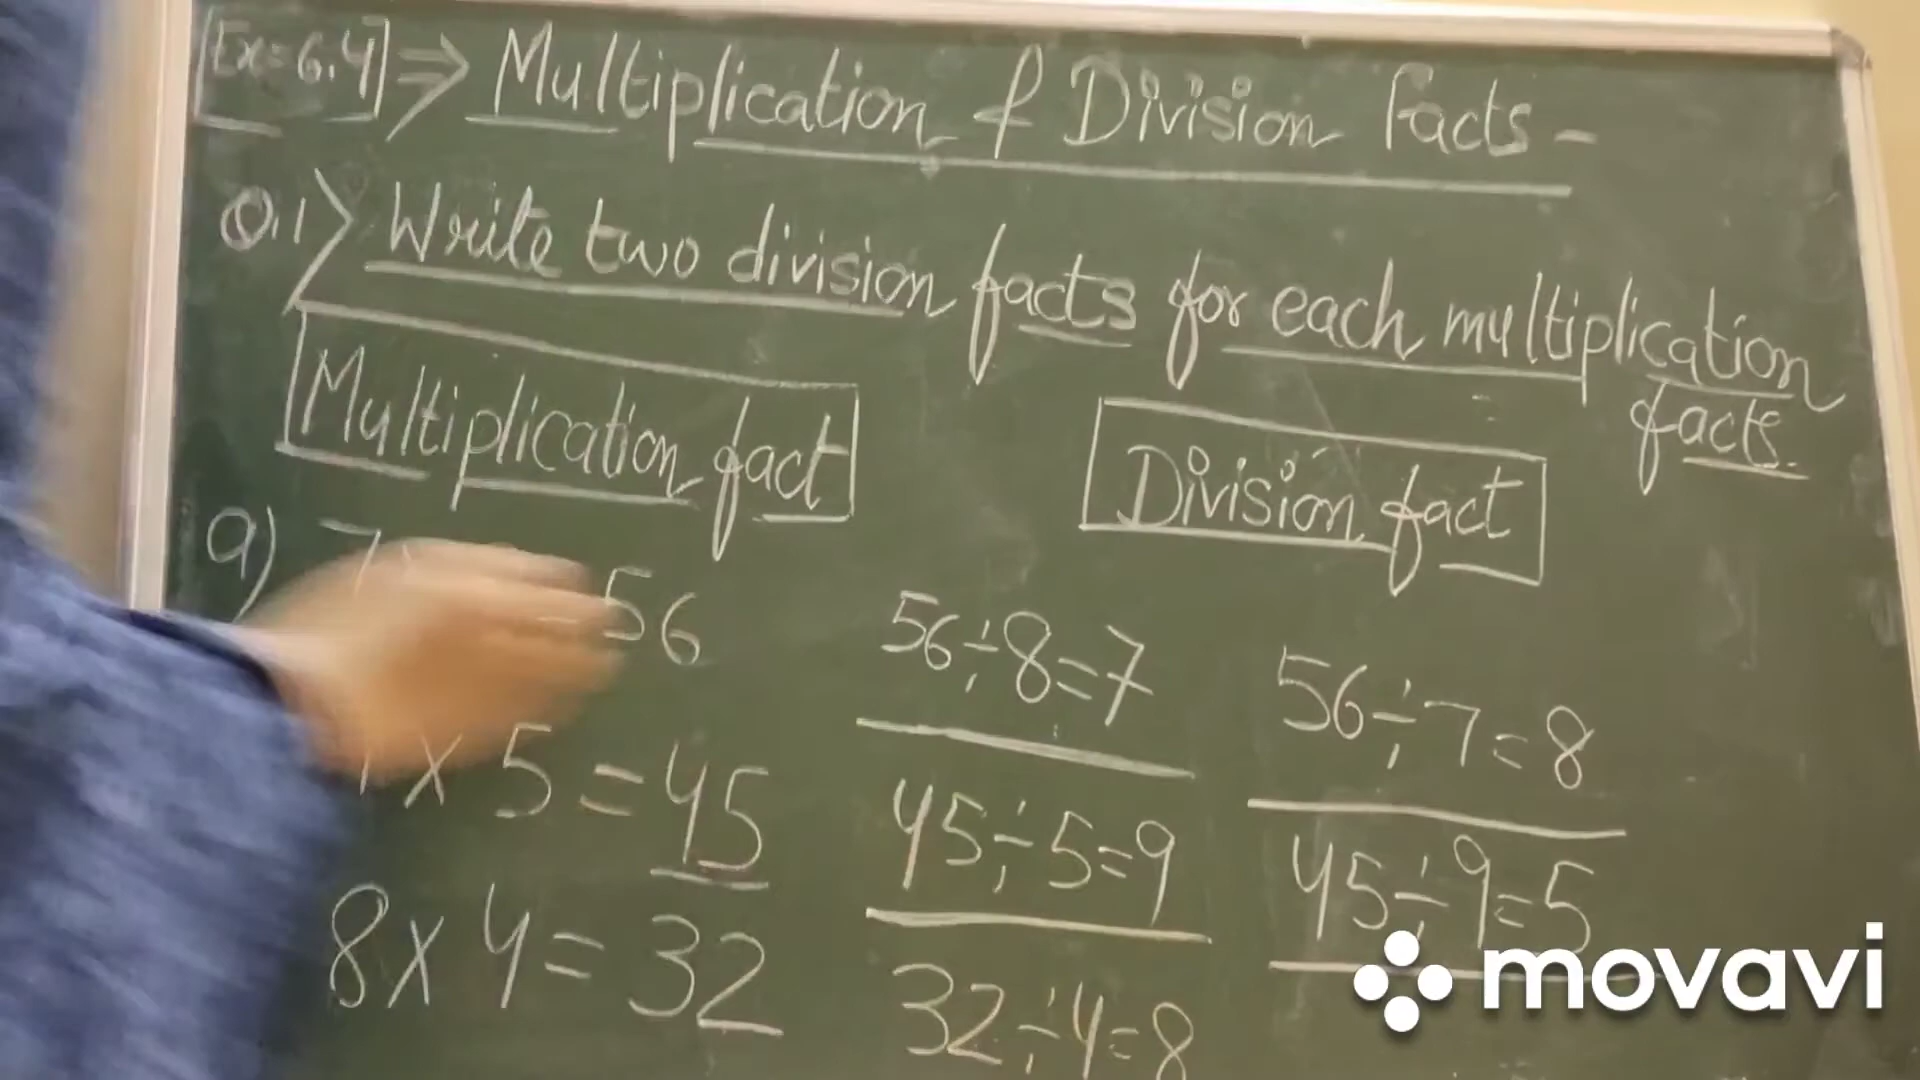 [Ex=6.4] ⇒ Multiplication & Division facts -
Q.1> Write two division facts for each multiplication
facts.
Multiplication fact
Division fact
a) 7 = 56
56÷8=7
56÷7=8
x 5 = 45
45÷5=9
45÷9=5
8 x 4 = 32
32÷4=8
movavi